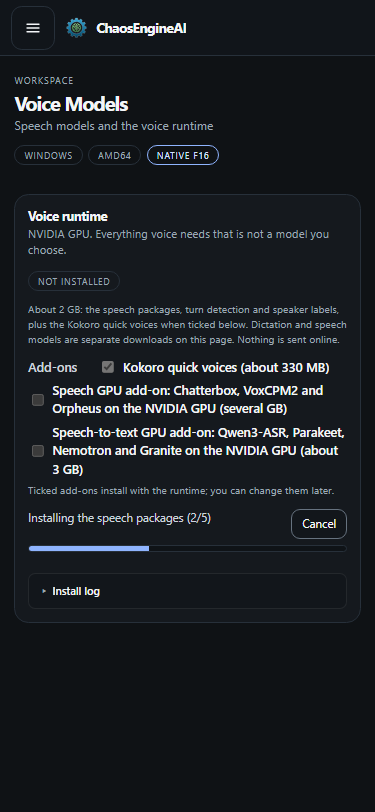 ChaosEngineAI
WORKSPACE
Voice Models
Speech models and the voice runtime
WINDOWS
AMD64
NATIVE F16
Voice runtime
NVIDIA GPU. Everything voice needs that is not a model you
choose.
NOT INSTALLED
About 2 GB: the speech packages, turn detection and speaker labels,
plus the Kokoro quick voices when ticked below. Dictation and speech
models are separate downloads on this page. Nothing is sent online.
Add-ons
Kokoro quick voices (about 330 MB)
Speech GPU add-on: Chatterbox, VoxCPM2 and
Orpheus on the NVIDIA GPU (several GB)
Speech-to-text GPU add-on: Qwen3-ASR, Parakeet,
Nemotron and Granite on the NVIDIA GPU (about
3 GB)
Ticked add-ons install with the runtime; you can change them later.
Installing the speech packages (2/5)
Cancel
Install log